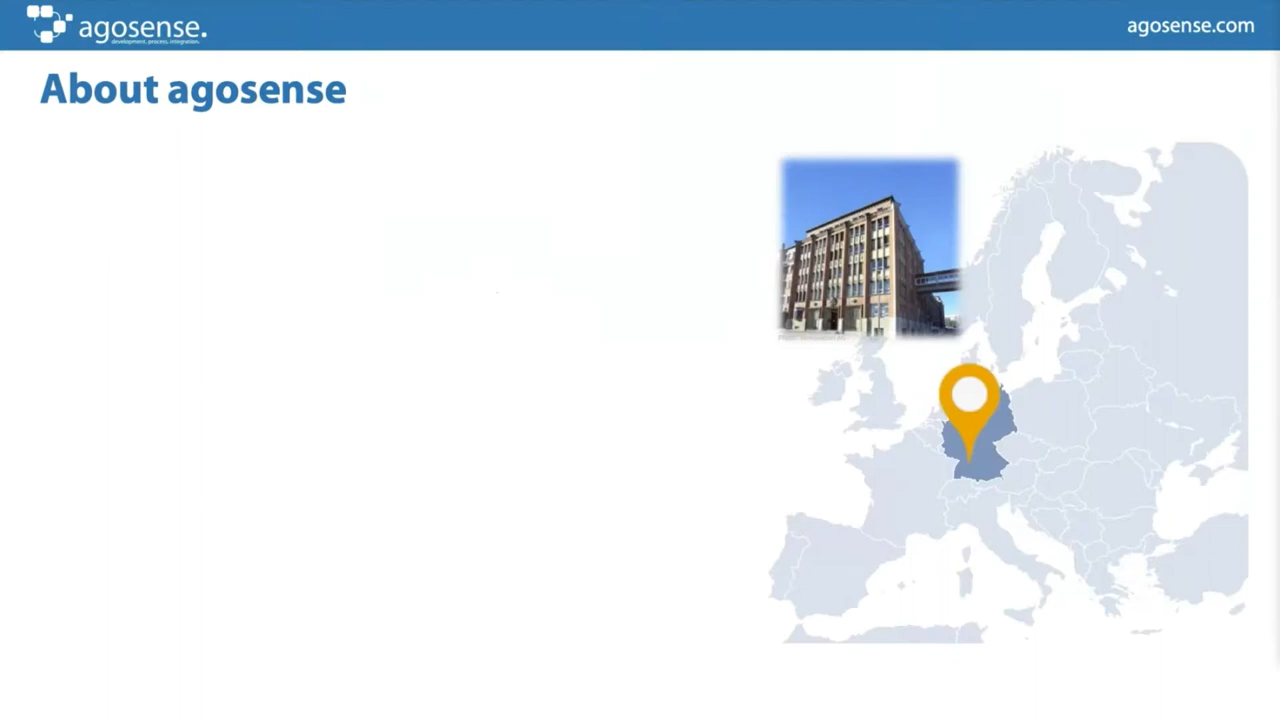 agosense.
development, process, integration.
agosense.com
About agosense